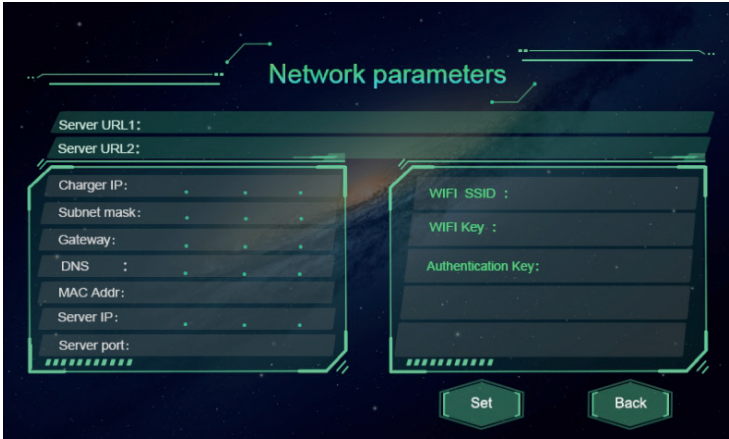 Network parameters
Server URL1:
Server URL2:
Charger IP: . . .
Subnet mask: . . .
Gateway: . . .
DNS : . . .
MAC Addr:
Server IP: . . .
Server port:
WIFI SSID :
WIFI Key :
Authentication Key:
Set
Back